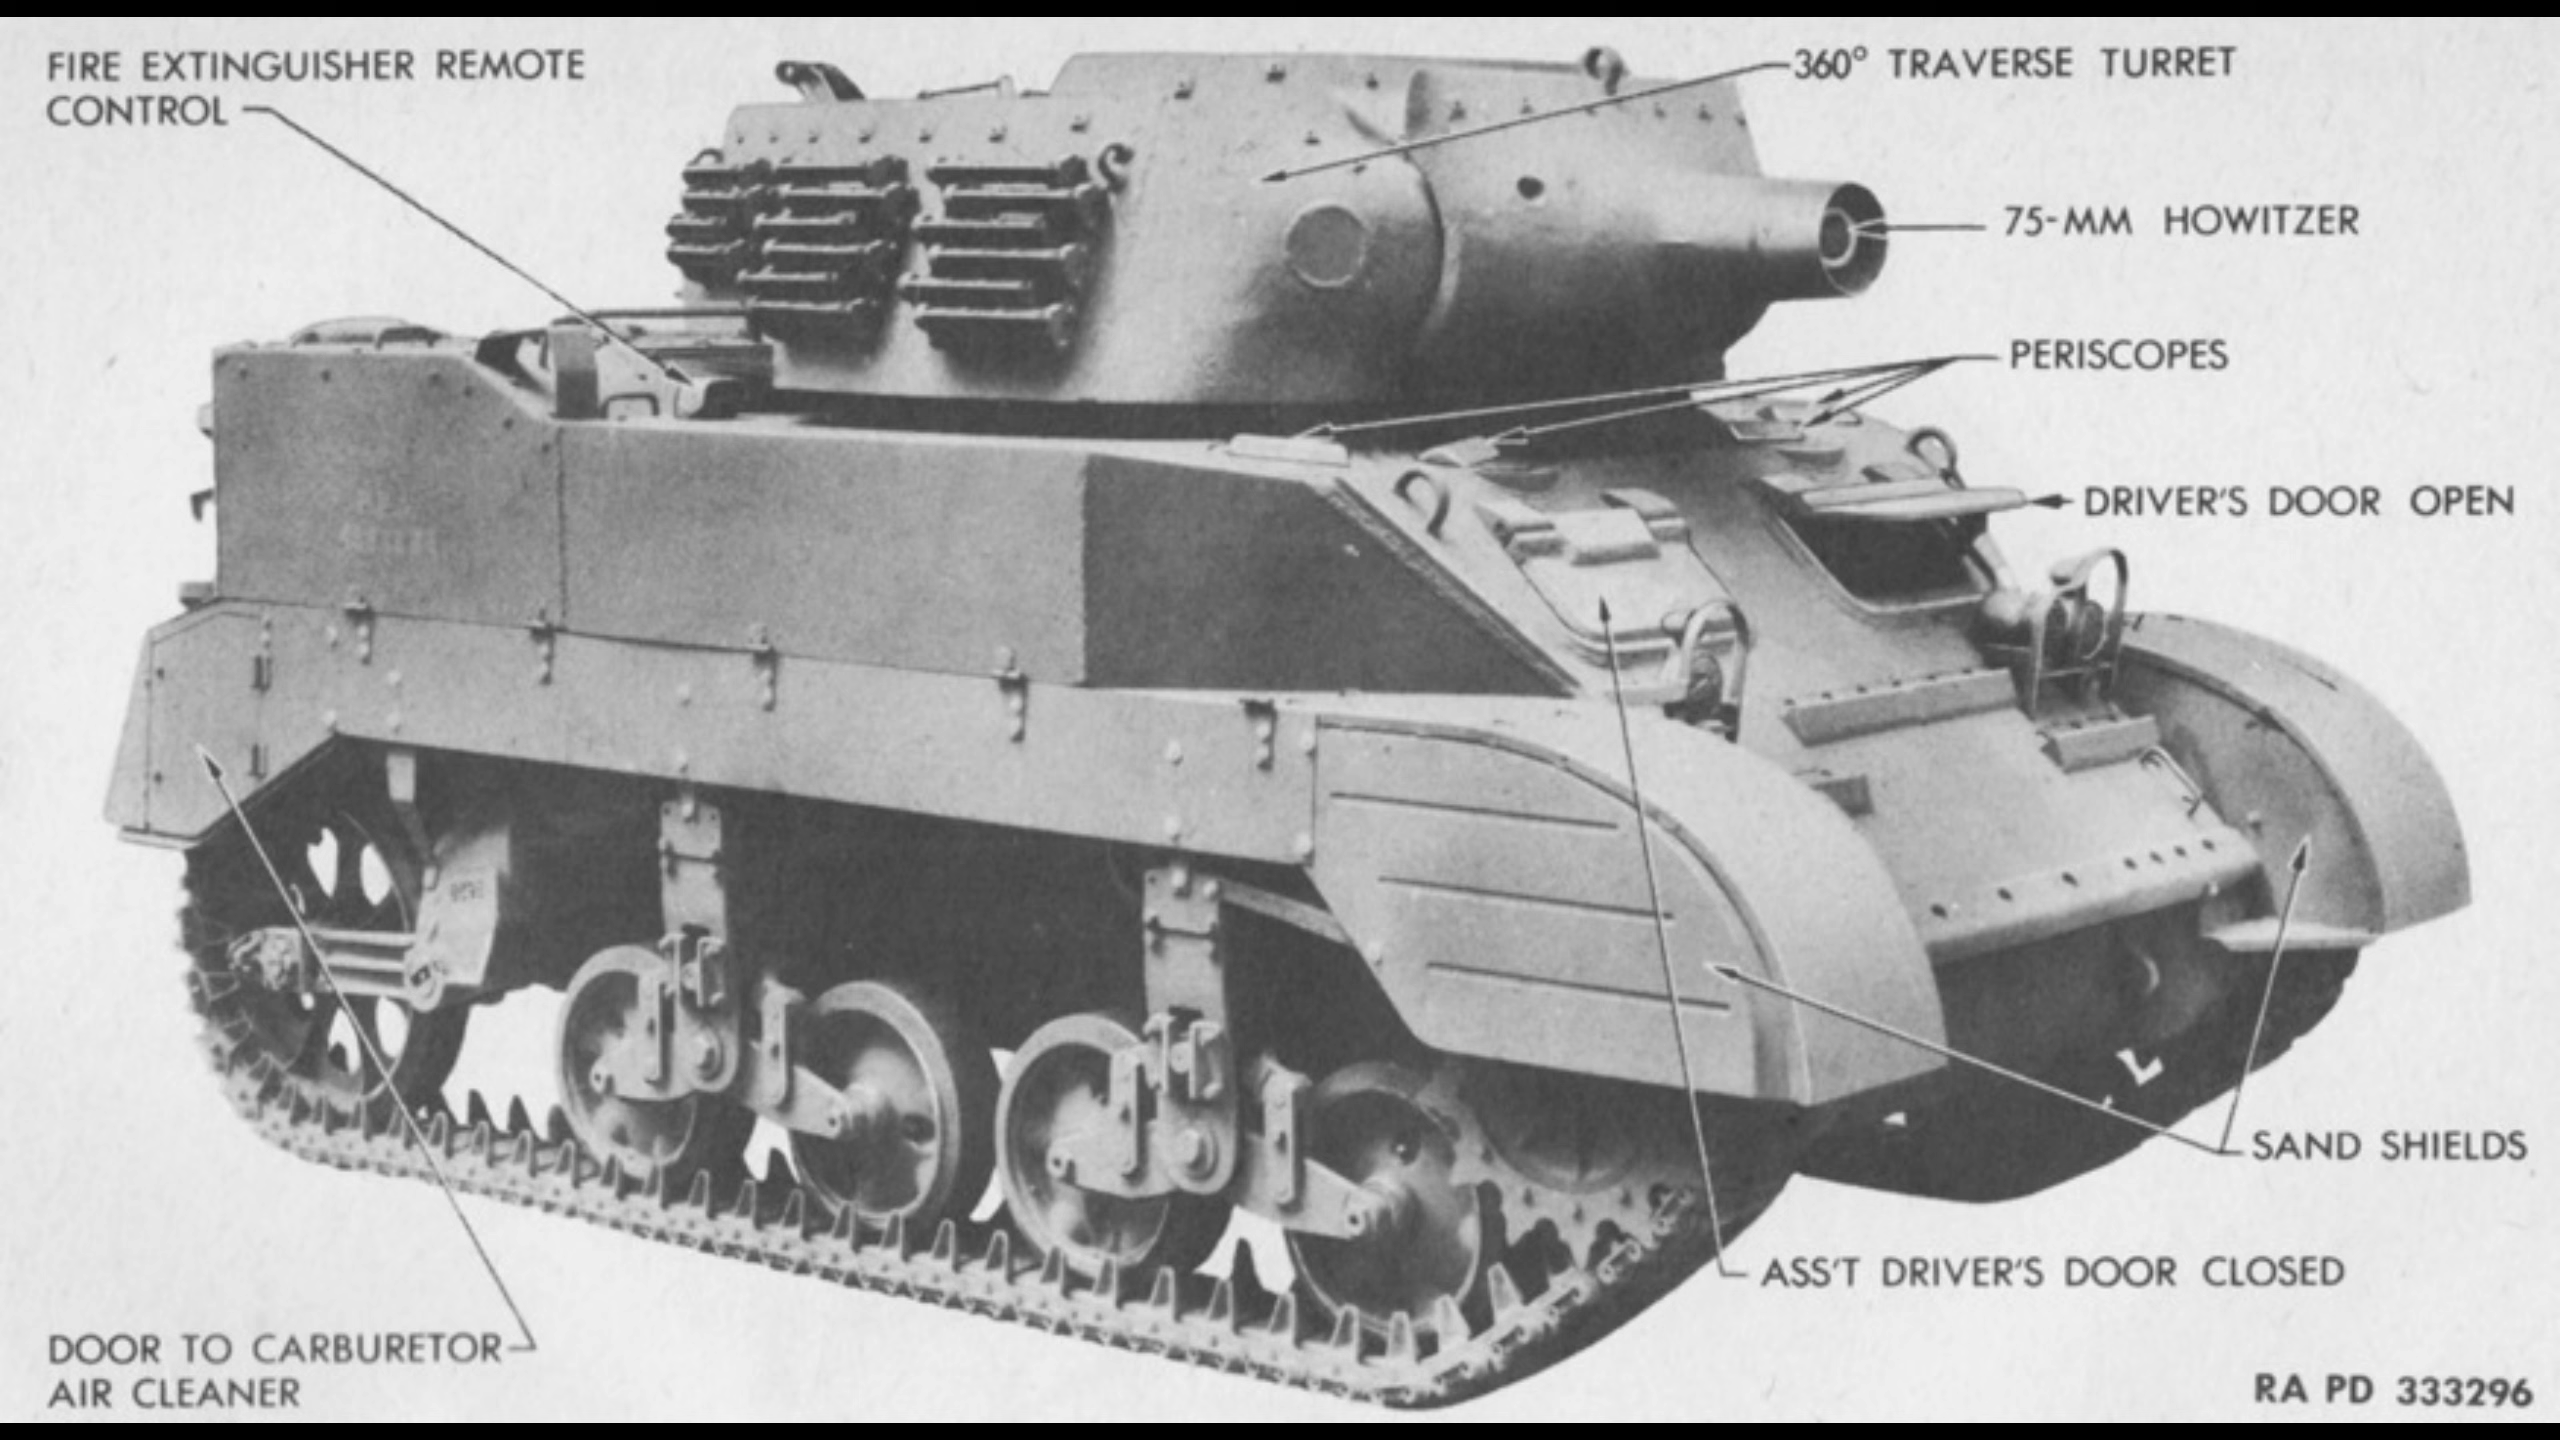 FIRE EXTINGUISHER REMOTE
CONTROL
360° TRAVERSE TURRET
75-MM HOWITZER
PERISCOPES
DRIVER'S DOOR OPEN
SAND SHIELDS
ASS'T DRIVER'S DOOR CLOSED
DOOR TO CARBURETOR
AIR CLEANER
RA PD 333296